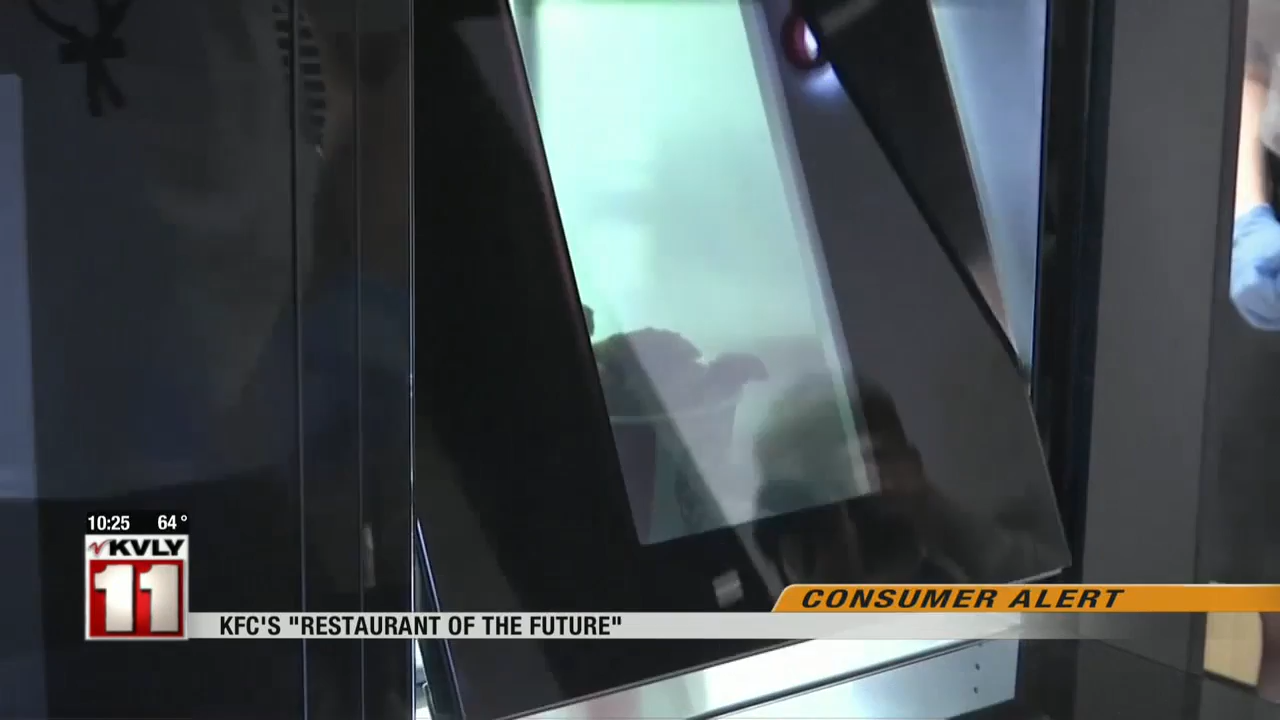 10:25 64°
KVLY
11
CONSUMER ALERT
KFC'S "RESTAURANT OF THE FUTURE"